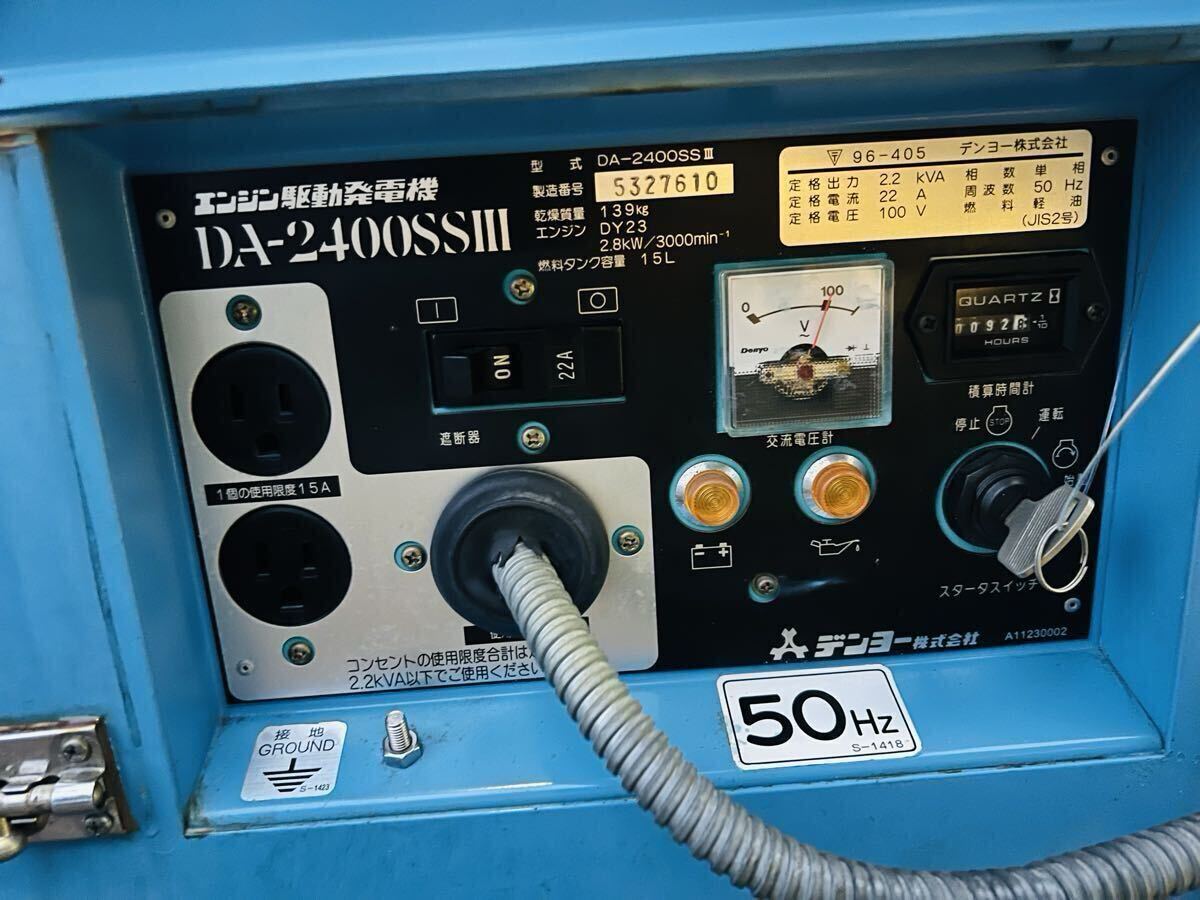 エンジン駆動発電機
DA-2400SSⅢ
型 式 DA-2400SSⅢ
製造番号 5327610
乾燥質量 139kg
エンジン DY23
2.8kW/3000min⁻¹
燃料タンク容量 15L
96-405 デンヨー株式会社
定格出力 2.2 kVA 相数 単相
定格電流 22 A 周波数 50 Hz
定格電圧 100 V 燃料 軽油
(JIS2号)
ON
22A
遮断器
0 100
V
Denyo
交流電圧計
QUARTZ
0092 1/10
HOURS
積算時間計
停止 STOP 運転
スタータスイッチ
1個の使用限度15A
コンセントの使用限度合計は
2.2kVA以下でご使用ください
デンヨー株式会社 A11230002
接地
GROUND
S-1423
50Hz
S-1418